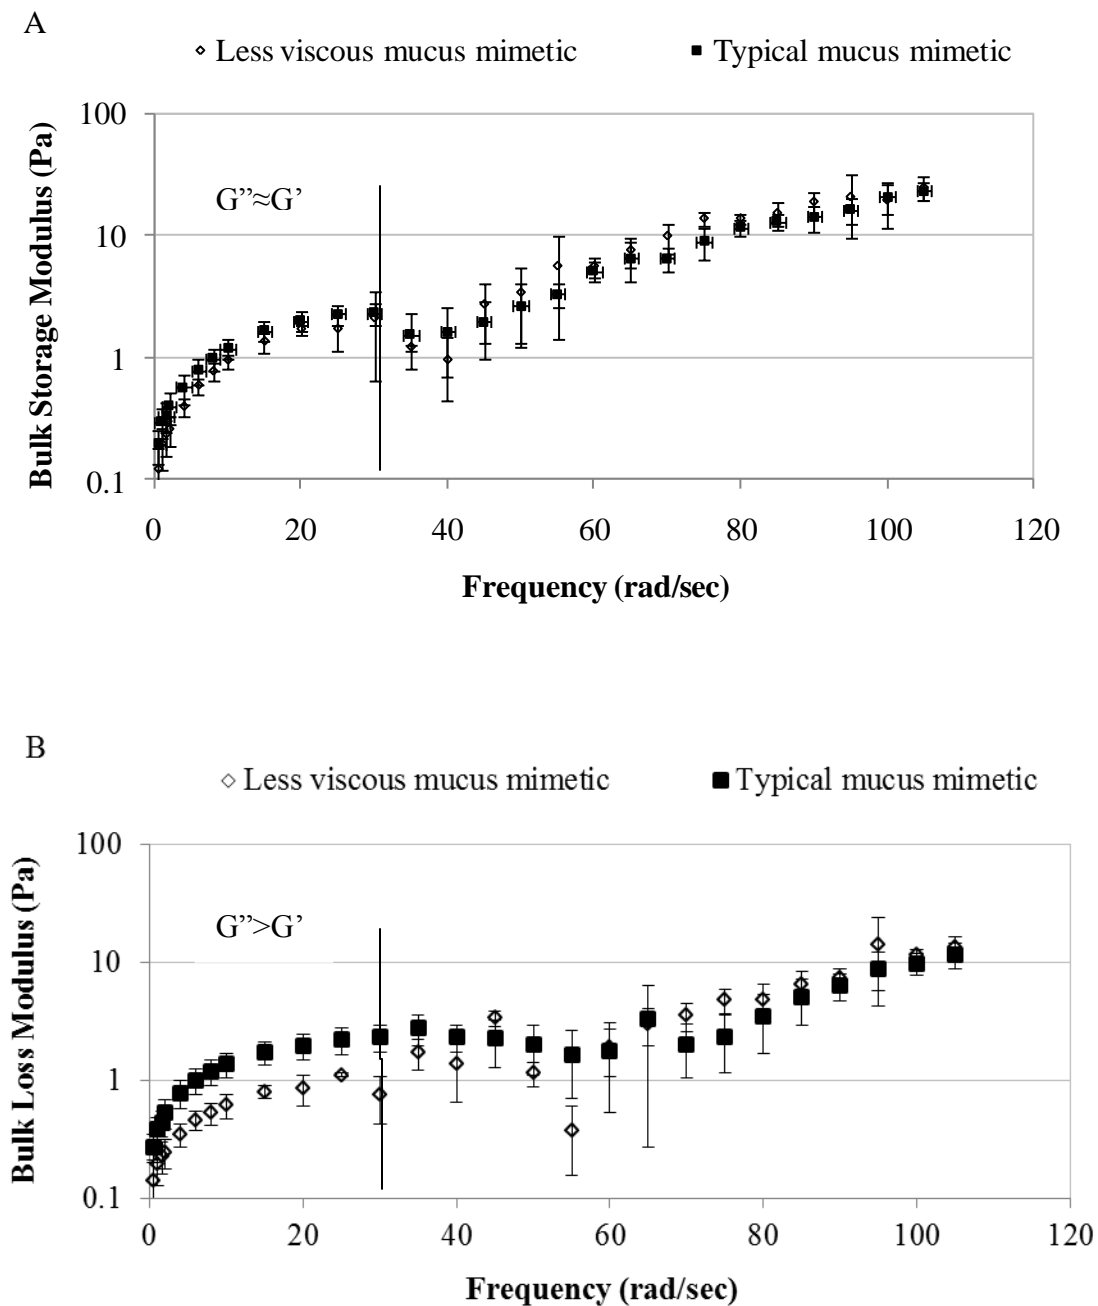 A
Less viscous mucus mimetic
Typical mucus mimetic
100
10
1
0.1
Bulk Storage Modulus (Pa)
G”≈G’
0 20 40 60 80 100 120
Frequency (rad/sec)
B
Less viscous mucus mimetic
Typical mucus mimetic
100
10
1
0.1
Bulk Loss Modulus (Pa)
G”>G’
0 20 40 60 80 100 120
Frequency (rad/sec)